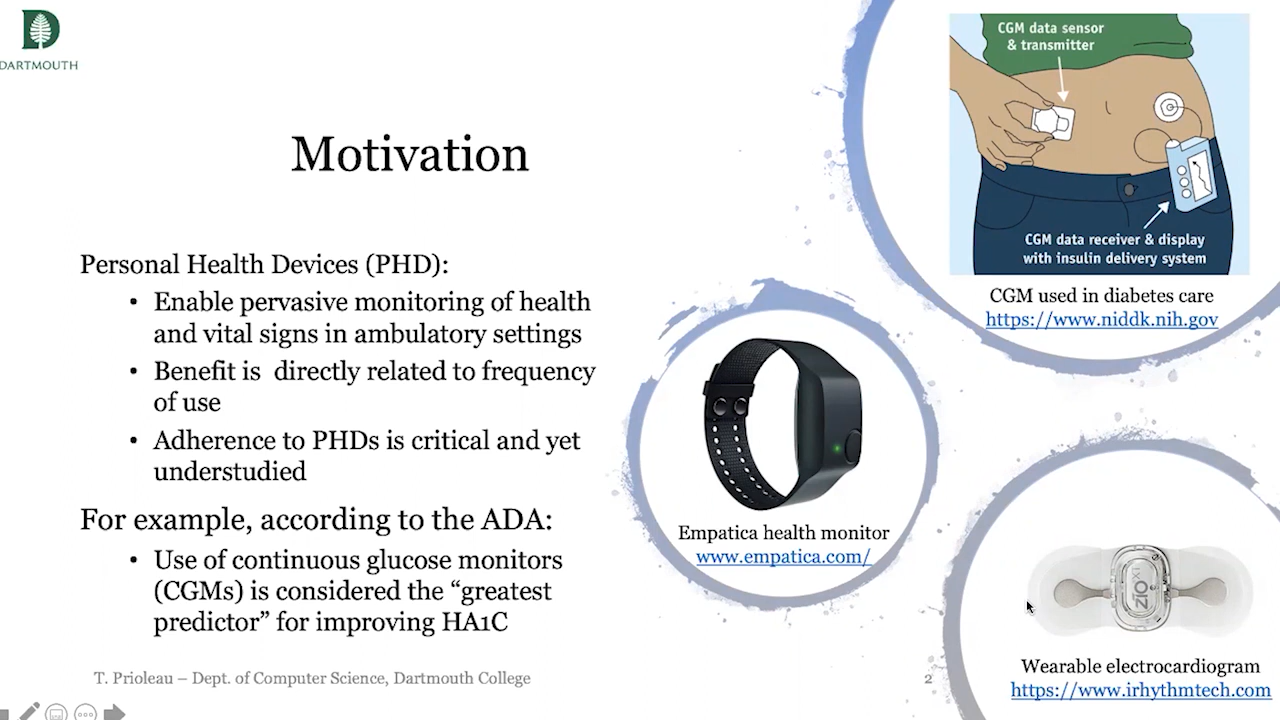 DARTMOUTH
Motivation
Personal Health Devices (PHD):
• Enable pervasive monitoring of health
and vital signs in ambulatory settings
• Benefit is  directly related to frequency
of use
• Adherence to PHDs is critical and yet
understudied
For example, according to the ADA:
• Use of continuous glucose monitors
(CGMs) is considered the “greatest
predictor” for improving HA1C
T. Prioleau – Dept. of Computer Science, Dartmouth College
2
CGM data sensor
& transmitter
CGM data receiver & display
with insulin delivery system
CGM used in diabetes care
https://www.niddk.nih.gov
Empatica health monitor
www.empatica.com/
ZIO XT
Wearable electrocardiogram
https://www.irhythmtech.com